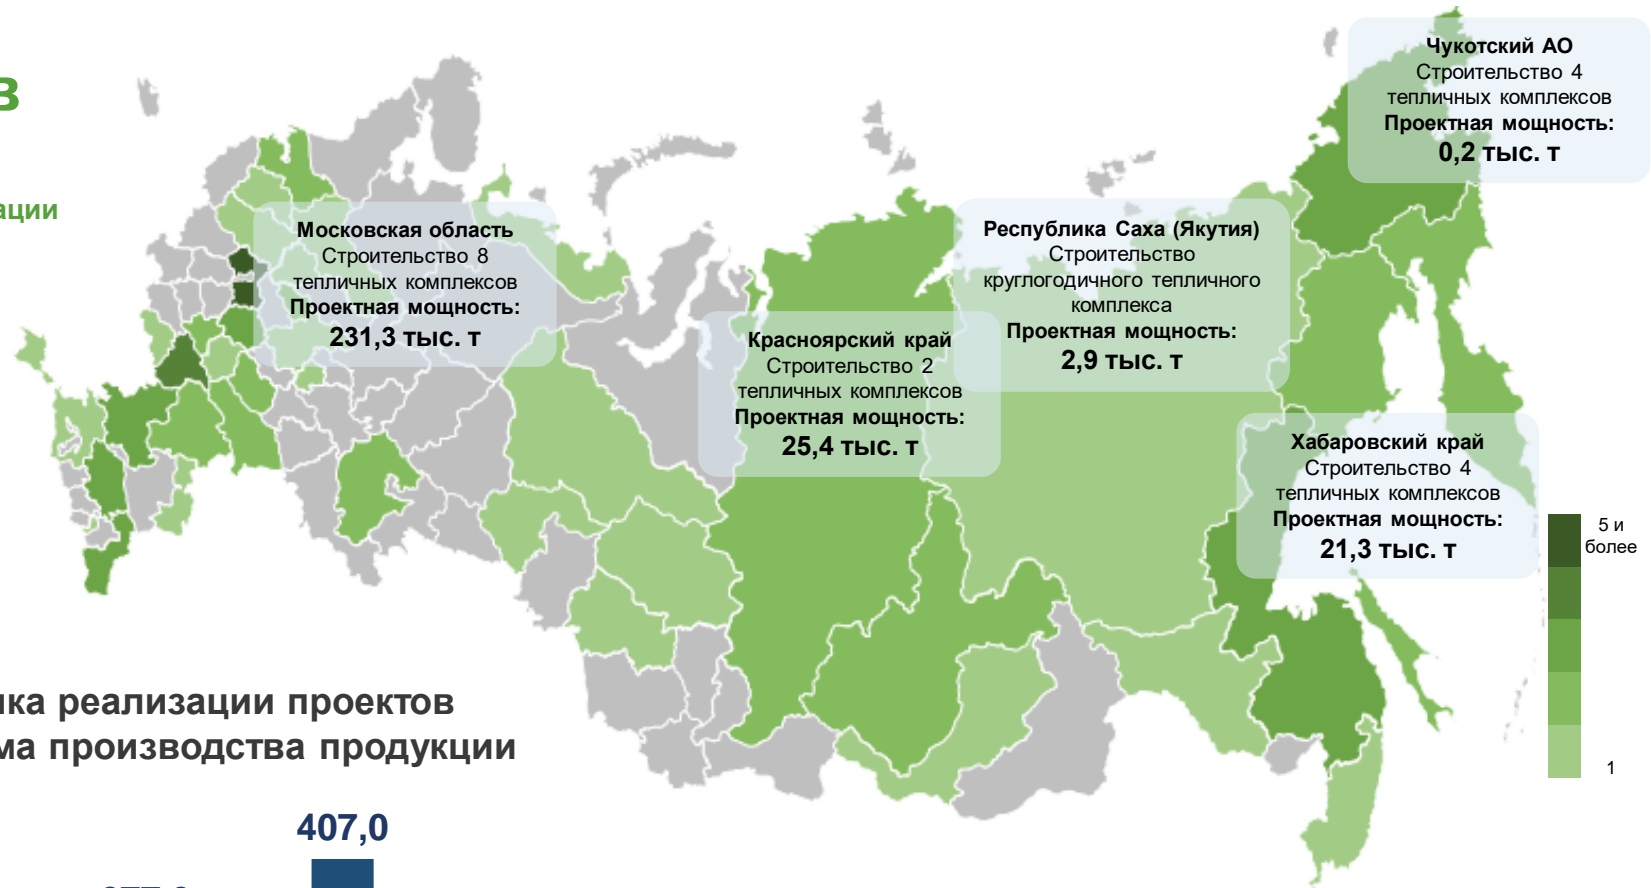 в
ации
Чукотский АО
Строительство 4
тепличных комплексов
Проектная мощность:
0,2 тыс. т
Московская область
Строительство 8
тепличных комплексов
Проектная мощность:
231,3 тыс. т
Республика Саха (Якутия)
Строительство
круглогодичного тепличного
комплекса
Проектная мощность:
2,9 тыс. т
Красноярский край
Строительство 2
тепличных комплексов
Проектная мощность:
25,4 тыс. т
Хабаровский край
Строительство 4
тепличных комплексов
Проектная мощность:
21,3 тыс. т
5 и
более
1
ика реализации проектов
ма производства продукции
407,0